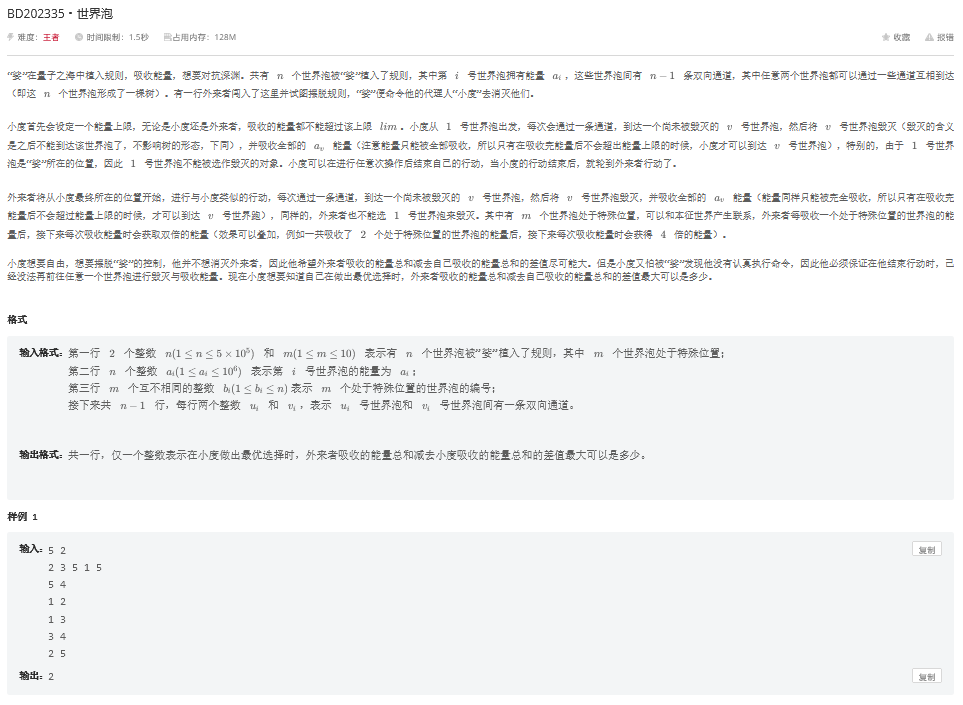 BD202335・世界泡
难度：王者 时间限制：1.5秒 占用内存：128M 收藏 报错
“娑”在量子之海中植入规则，吸收能量，想要对抗深渊。共有 n 个世界泡被“娑”植入了规则，其中第 i 号世界泡拥有能量 aᵢ，这些世界泡间有 n − 1 条双向通道，其中任意两个世界泡都可以通过一些通道互相到达
（即这 n 个世界泡形成了一棵树）。有一行外来者闯入了这里并试图摆脱规则，“娑”便命令他的代理人“小度”去消灭他们。
小度首先会设定一个能量上限，无论是小度还是外来者，吸收的能量都不能超过该上限 lim。小度从 1 号世界泡出发，每次会通过一条通道，到达一个尚未被毁灭的 v 号世界泡，然后将 v 号世界泡毁灭（毁灭的含义
是之后不能到达该世界泡了，不影响树的形态，下同），并吸收全部的 aᵥ 能量（注意能量只能被全部吸收，所以只有在吸收完能量后不会超出能量上限的时候，小度才可以到达 v 号世界泡），特别的，由于 1 号世界
泡是“娑”所在的位置，因此 1 号世界泡不能被选作毁灭的对象。小度可以在进行任意次操作后结束自己的行动，当小度的行动结束后，就轮到外来者行动了。
外来者将从小度最终所在的位置开始，进行与小度类似的行动，每次通过一条通道，到达一个尚未被毁灭的 v 号世界泡，然后将 v 号世界泡毁灭，并吸收全部的 aᵥ 能量（能量同样只能被完全吸收，所以只有在吸收完
能量后不会超过能量上限的时候，才可以到达 v 号世界泡），同样的，外来者也不能选 1 号世界泡来毁灭。其中有 m 个世界泡处于特殊位置，可以和本征世界产生联系，外来者每吸收一个处于特殊位置的世界泡的能
量后，接下来每次吸收能量时会获取双倍的能量（效果可以叠加，例如一共吸收了 2 个处于特殊位置的世界泡的能量后，接下来每次吸收能量时会获得 4 倍的能量）。
小度想要自由，想要摆脱“娑”的控制，他并不想消灭外来者，因此他希望外来者吸收的能量总和减去自己吸收的能量总和的差值尽可能大。但是小度又怕被“娑”发现他没有认真执行命令，因此他必须保证在他结束行动时，已
经没法再前往任意一个世界泡进行毁灭与吸收能量。现在小度想要知道自己在做出最优选择时，外来者吸收的能量总和减去自己吸收的能量总和的差值最大可以是多少。
格式
输入格式：第一行 2 个整数 n(1 ≤ n ≤ 5 × 10⁵) 和 m(1 ≤ m ≤ 10) 表示有 n 个世界泡被“娑”植入了规则，其中 m 个世界泡处于特殊位置；
第二行 n 个整数 aᵢ(1 ≤ aᵢ ≤ 10⁶) 表示第 i 号世界泡的能量为 aᵢ；
第三行 m 个互不相同的整数 bᵢ(1 ≤ bᵢ ≤ n) 表示 m 个处于特殊位置的世界泡的编号；
接下来共 n − 1 行，每行两个整数 uᵢ 和 vᵢ，表示 uᵢ 号世界泡和 vᵢ 号世界泡间有一条双向通道。
输出格式：共一行，仅一个整数表示在小度做出最优选择时，外来者吸收的能量总和减去小度吸收的能量总和的差值最大可以是多少。
样例 1
输入：5 2 复制
2 3 5 1 5
5 4
1 2
1 3
3 4
2 5
输出：2 复制